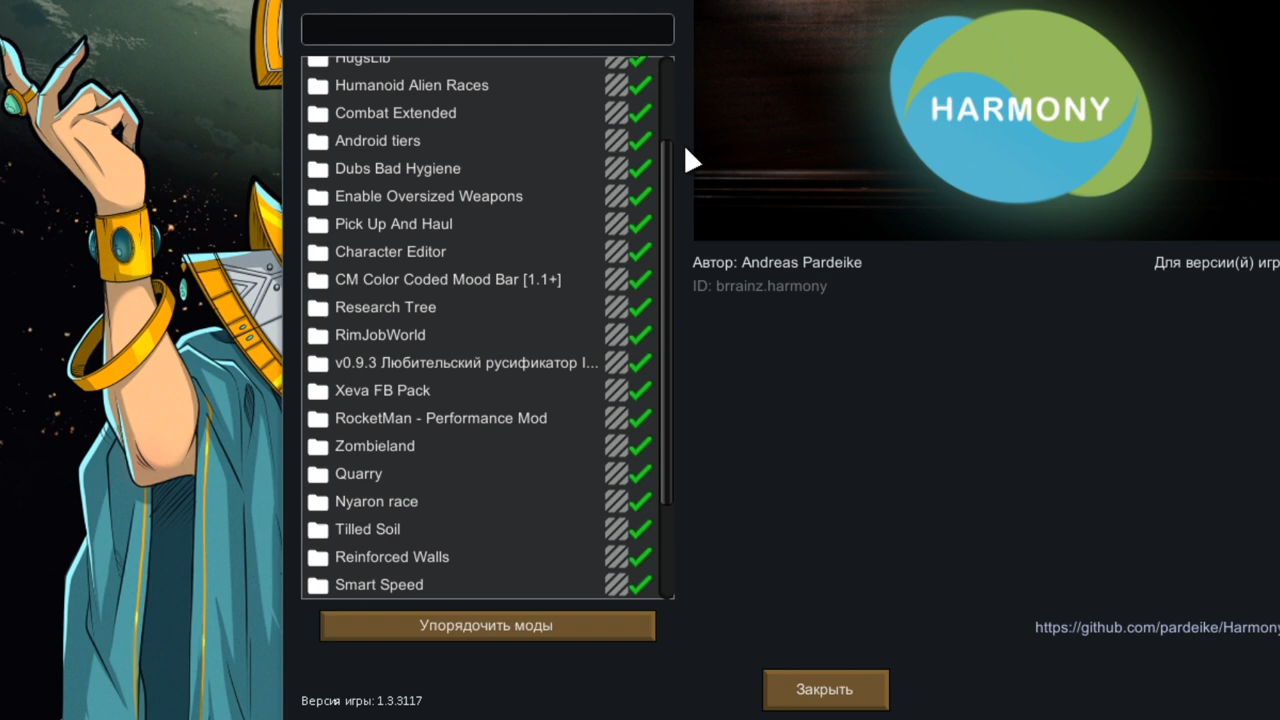 HugsLib
Humanoid Alien Races
Combat Extended
Android tiers
Dubs Bad Hygiene
Enable Oversized Weapons
Pick Up And Haul
Character Editor
CM Color Coded Mood Bar [1.1+]
Research Tree
RimJobWorld
v0.9.3 Любительский русификатор I...
Xeva FB Pack
RocketMan - Performance Mod
Zombieland
Quarry
Nyaron race
Tilled Soil
Reinforced Walls
Smart Speed
Упорядочить моды
Версия игры: 1.3.3117
HARMONY
Автор: Andreas Pardeike
Для версии(й) игр
ID: brrainz.harmony
https://github.com/pardeike/Harmony
Закрыть